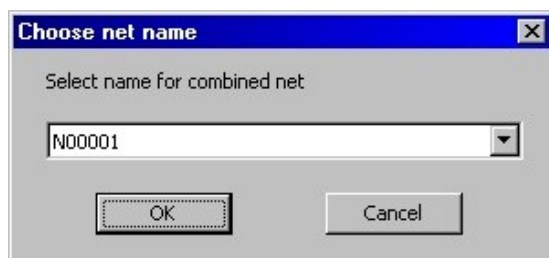 Choose net name
Select name for combined net
N00001
OK Cancel